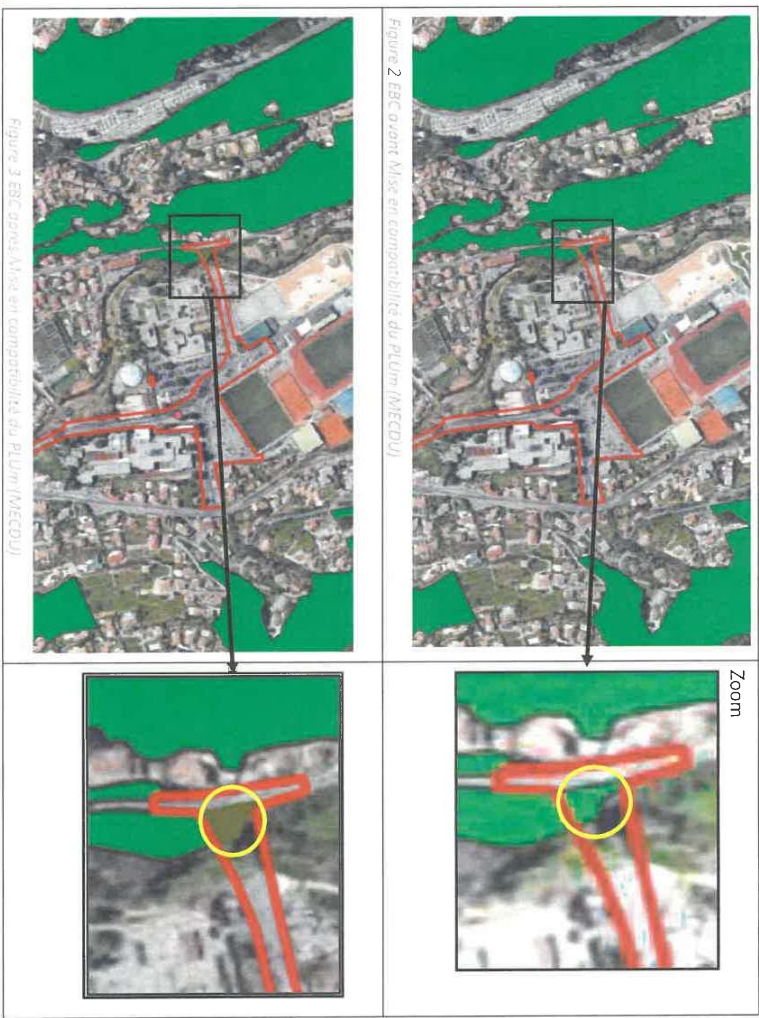 Zoom
Figure 2 EBC avant Mise en compatibilité du PLUm (MECDU)
Figure 3 EBC après Mise en compatibilité du PLUm (MECDU)